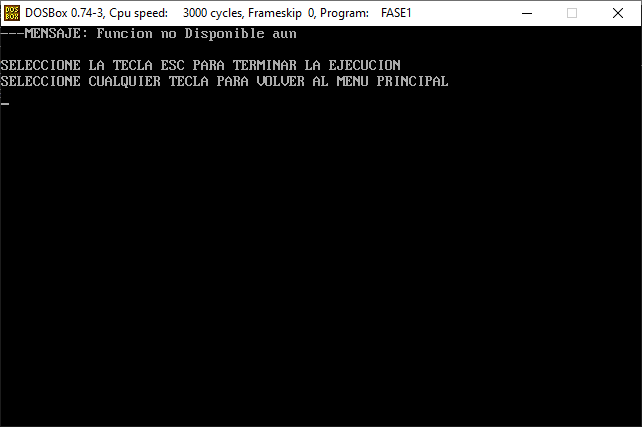 DOSBox 0.74-3, Cpu speed: 3000 cycles, Frameskip 0, Program: FASE1
---MENSAJE: Funcion no Disponible aun
SELECCIONE LA TECLA ESC PARA TERMINAR LA EJECUCION
SELECCIONE CUALQUIER TECLA PARA VOLVER AL MENU PRINCIPAL